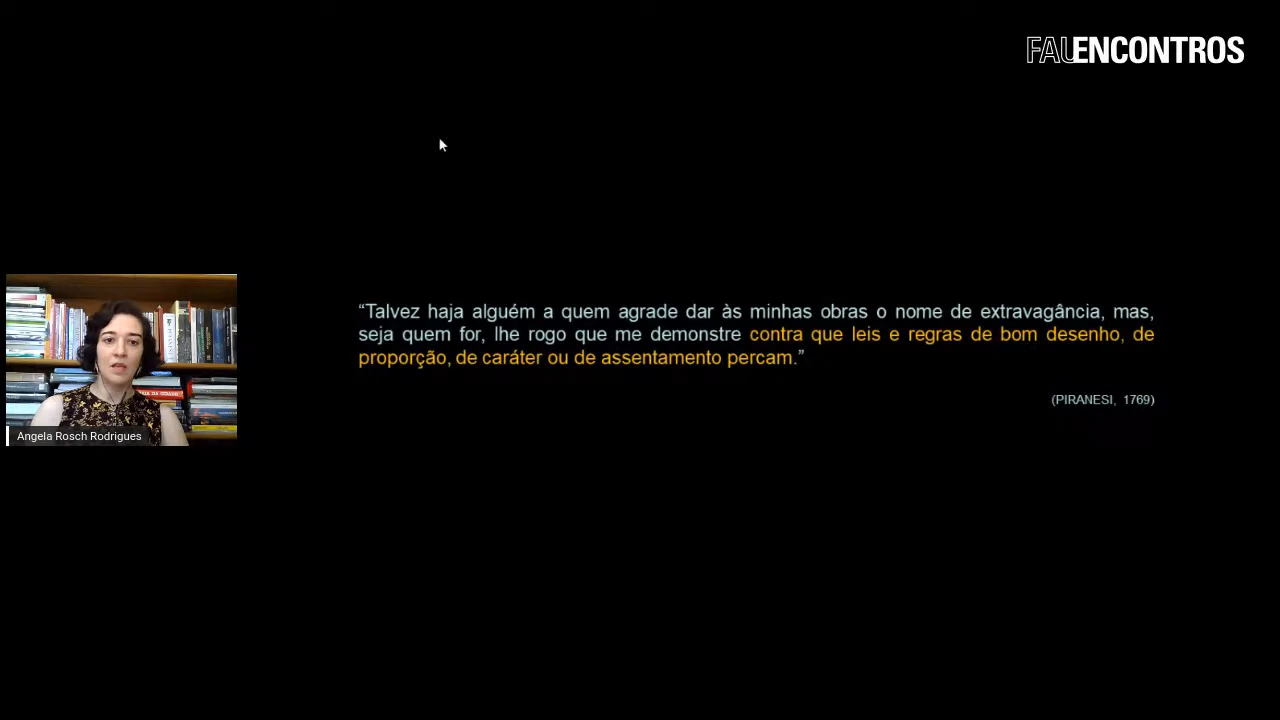 FAUENCONTROS
“Talvez haja alguém a quem agrade dar às minhas obras o nome de extravagância, mas,
seja quem for, lhe rogo que me demonstre contra que leis e regras de bom desenho, de
proporção, de caráter ou de assentamento percam.”
(PIRANESI, 1769)
Angela Rosch Rodrigues